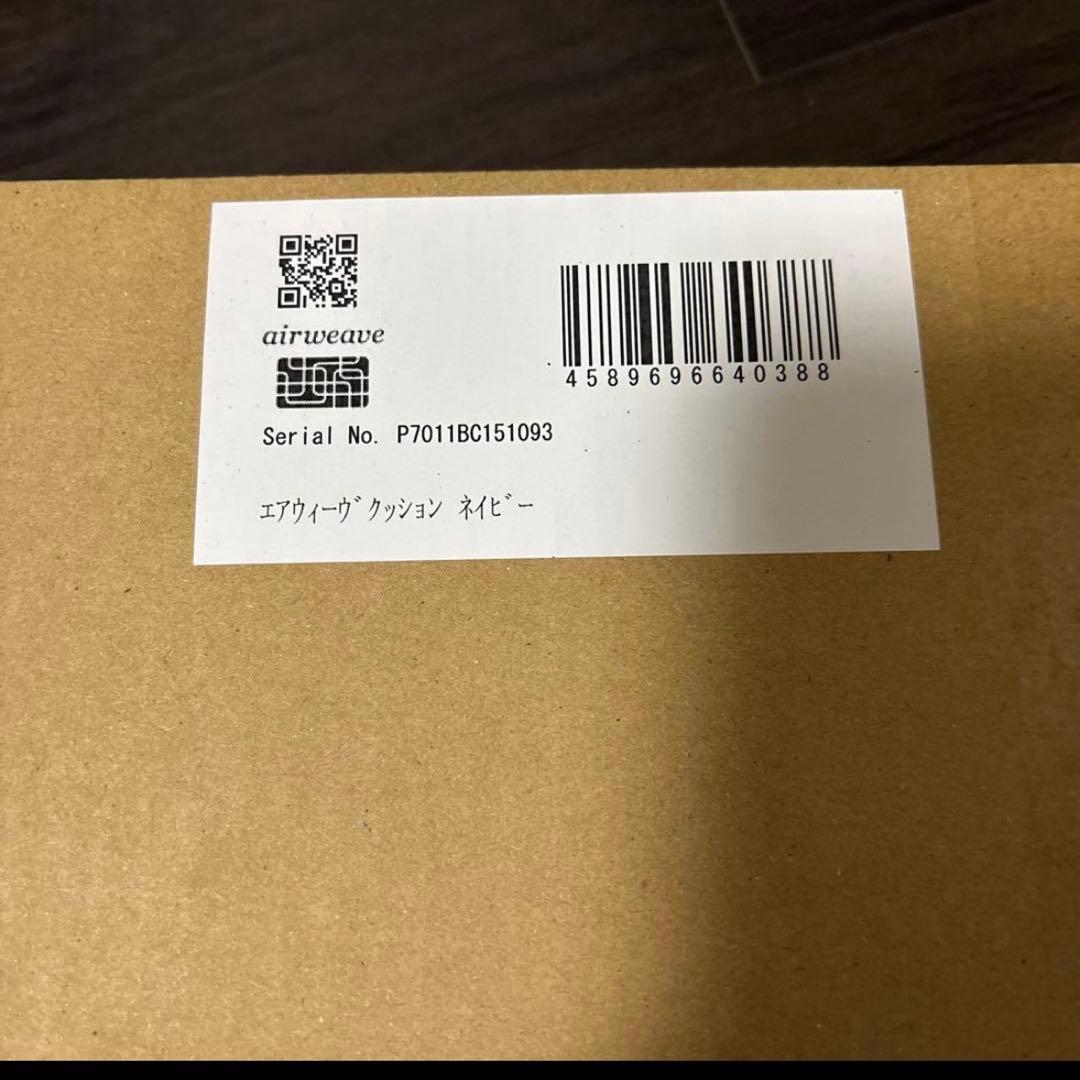 airweave
4589696640388
Serial No. P7011BC151093
ｴｱｳｨｰｳﾞｸｯｼｮﾝ ﾈｲﾋﾞｰ